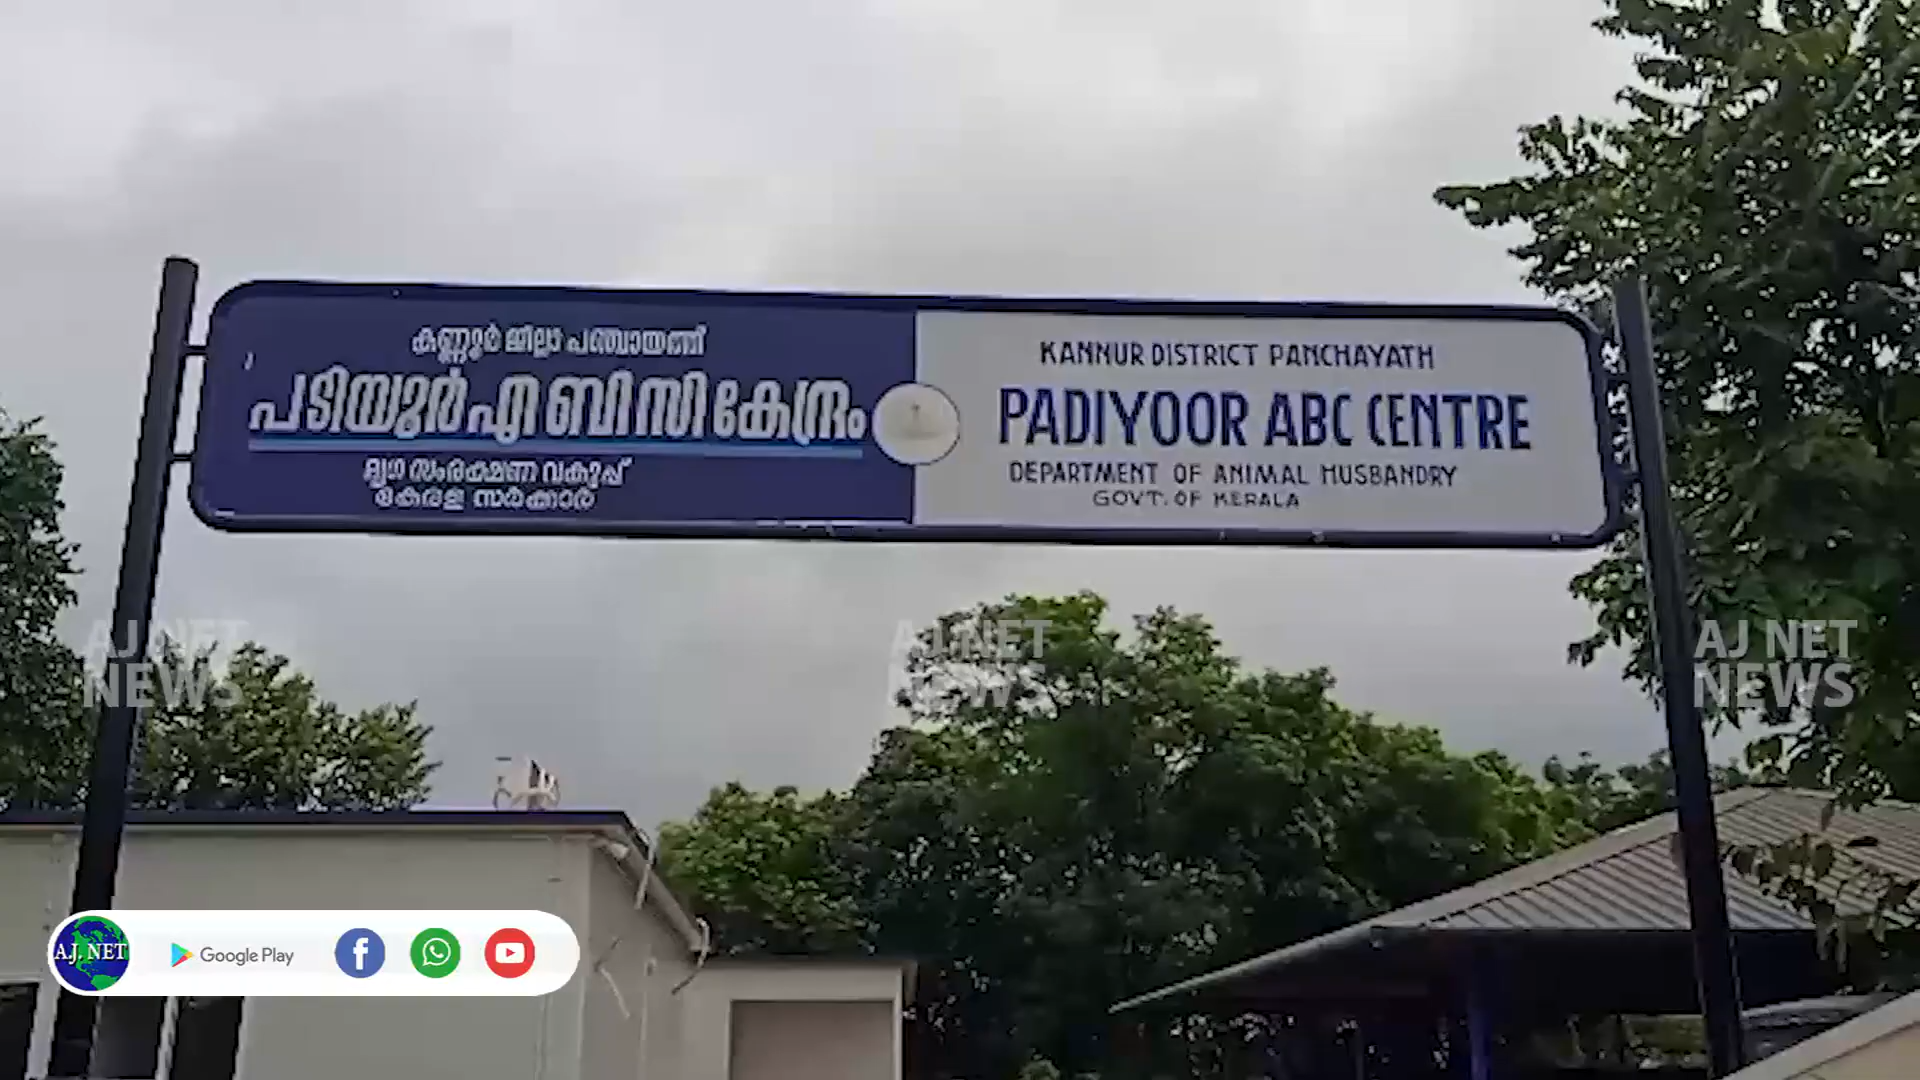 കണ്ണൂർ ജില്ലാ പഞ്ചായത്ത്
പടിയൂർ എ ബി സി കേന്ദ്രം
മൃഗ സംരക്ഷണ വകുപ്പ്
കേരള സർക്കാർ
KANNUR DISTRICT PANCHAYATH
PADIYOOR ABC CENTRE
DEPARTMENT OF ANIMAL HUSBANDRY
GOVT. OF KERALA
AJ NET
NEWS
AJ NET
NEWS
AJ NET
NEWS
AJ. NET
Google Play